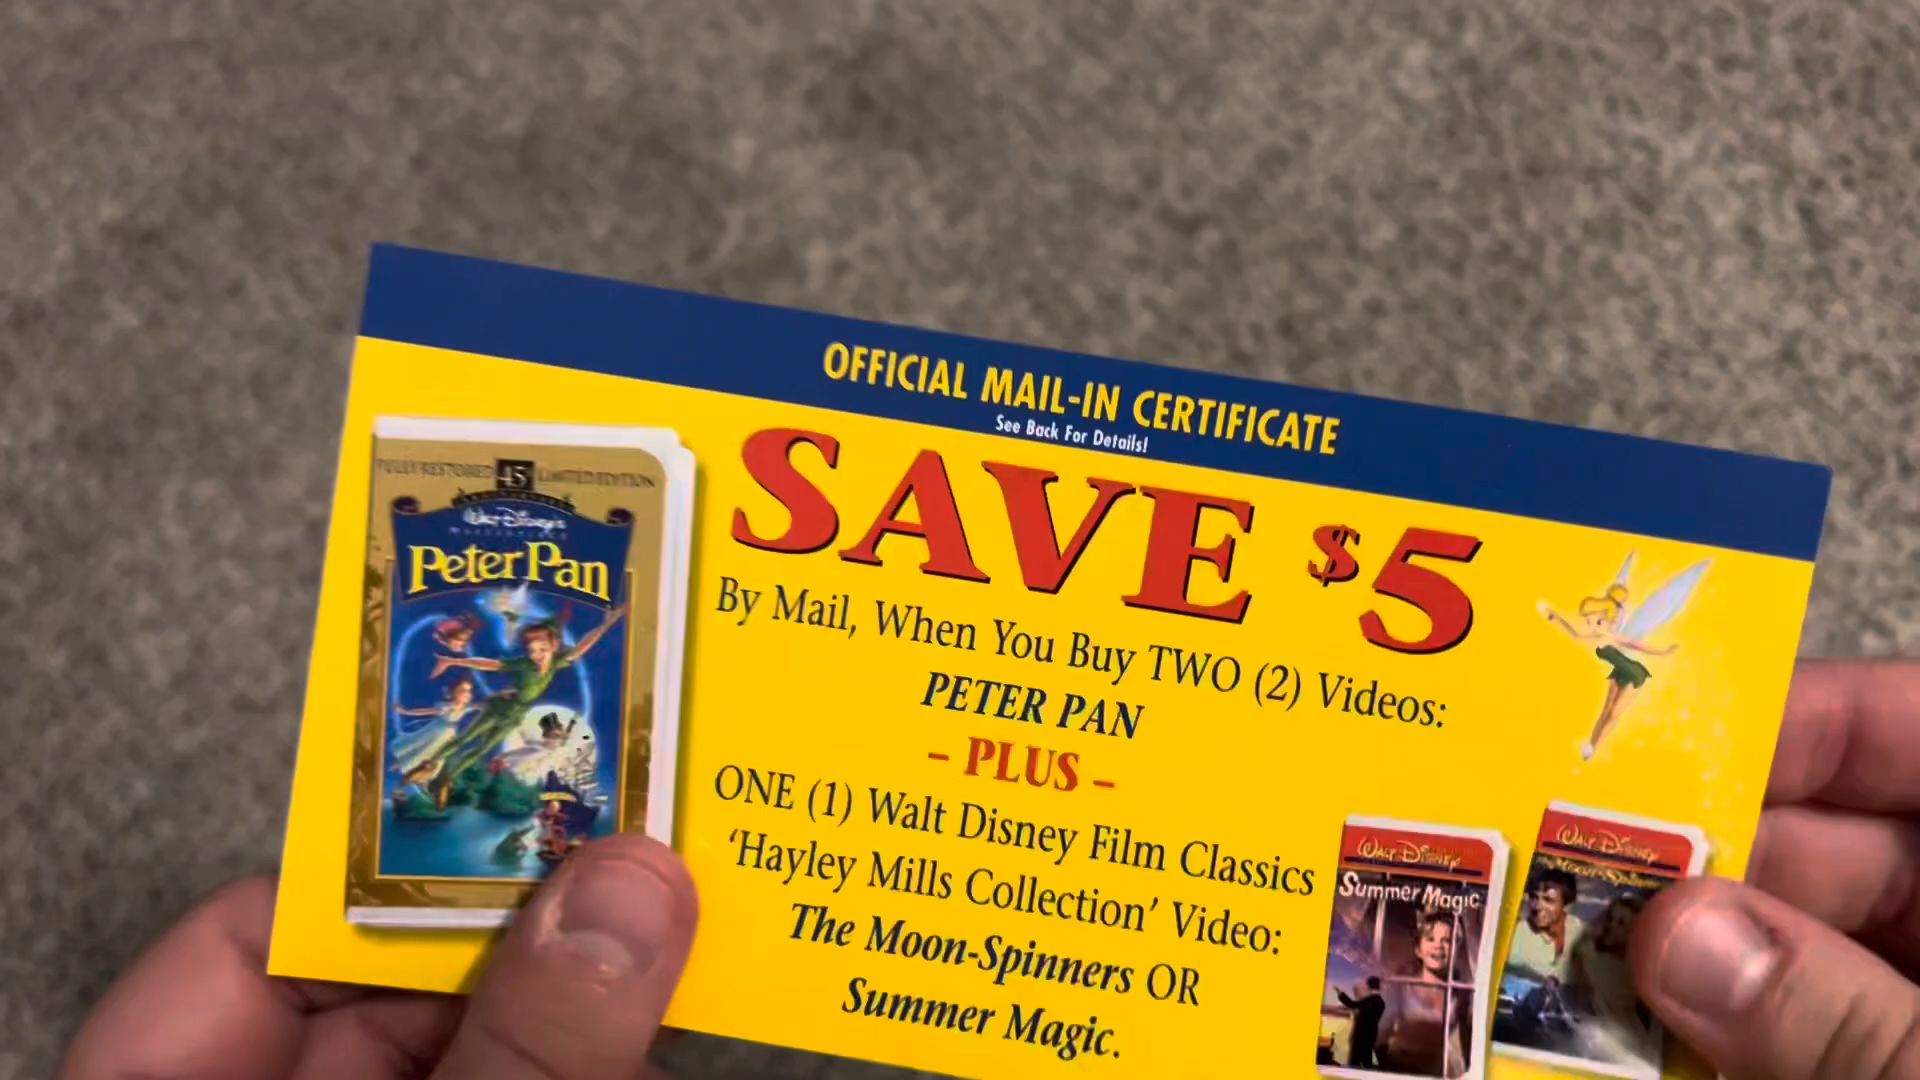 OFFICIAL MAIL-IN CERTIFICATE
See Back For Details!
SAVE $5
By Mail, When You Buy TWO (2) Videos:
PETER PAN
– PLUS –
ONE (1) Walt Disney Film Classics
‘Hayley Mills Collection’ Video:
The Moon-Spinners OR
Summer Magic.
FULLY RESTORED 45 LIMITED EDITION
Walt Disney's
MASTERPIECE
Peter Pan
Walt Disney
Summer Magic
Walt Disney